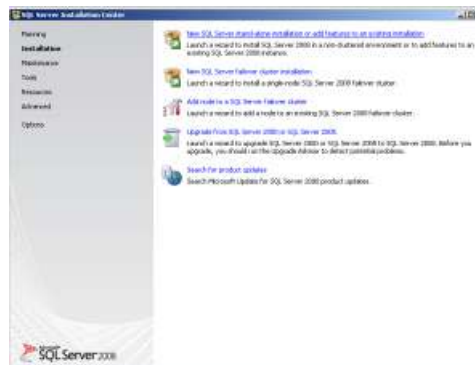 SQL Server Installation Center
Planning
Installation
Maintenance
Tools
Resources
Advanced
Options
New SQL Server stand-alone installation or add features to an existing installation
Launch a wizard to install SQL Server 2008 in a non-clustered environment or to add features to an
existing SQL Server 2008 instance.
New SQL Server failover cluster installation
Launch a wizard to install a single-node SQL Server 2008 failover cluster.
Add node to a SQL Server failover cluster
Launch a wizard to add a node to an existing SQL Server 2008 failover cluster.
Upgrade from SQL Server 2000 or SQL Server 2005
Launch a wizard to upgrade SQL Server 2000 or SQL Server 2005 to SQL Server 2008. Before you
upgrade, you should run the Upgrade Advisor to detect potential problems.
Search for product updates
Search Microsoft Update for SQL Server 2008 product updates.
Microsoft
SQL Server 2008